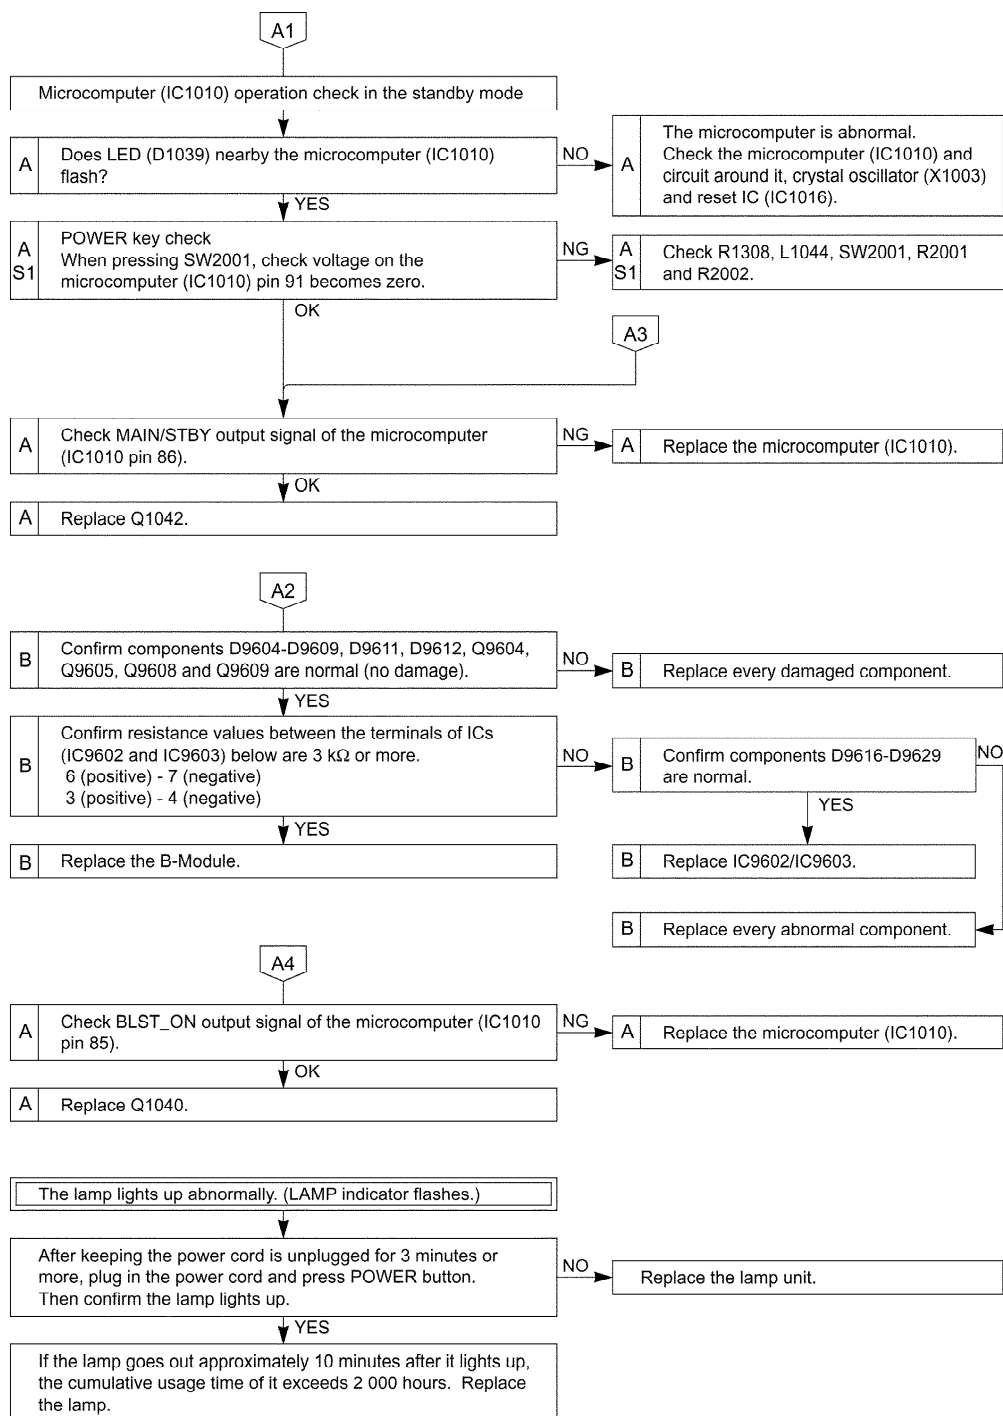 A1
Microcomputer (IC1010) operation check in the standby mode
A
Does LED (D1039) nearby the microcomputer (IC1010)
flash?
NO
A
The microcomputer is abnormal.
Check the microcomputer (IC1010) and
circuit around it, crystal oscillator (X1003)
and reset IC (IC1016).
YES
A
S1
POWER key check
When pressing SW2001, check voltage on the
microcomputer (IC1010) pin 91 becomes zero.
NG
A
S1
Check R1308, L1044, SW2001, R2001
and R2002.
OK
A3
A
Check MAIN/STBY output signal of the microcomputer
(IC1010 pin 86).
NG
A
Replace the microcomputer (IC1010).
OK
A
Replace Q1042.
A2
B
Confirm components D9604-D9609, D9611, D9612, Q9604,
Q9605, Q9608 and Q9609 are normal (no damage).
NO
B
Replace every damaged component.
YES
B
Confirm resistance values between the terminals of ICs
(IC9602 and IC9603) below are 3 kΩ or more.
6 (positive) - 7 (negative)
3 (positive) - 4 (negative)
NO
B
Confirm components D9616-D9629
are normal.
NO
YES
YES
B
Replace the B-Module.
B
Replace IC9602/IC9603.
B
Replace every abnormal component.
A4
A
Check BLST_ON output signal of the microcomputer (IC1010
pin 85).
NG
A
Replace the microcomputer (IC1010).
OK
A
Replace Q1040.
The lamp lights up abnormally. (LAMP indicator flashes.)
After keeping the power cord is unplugged for 3 minutes or
more, plug in the power cord and press POWER button.
Then confirm the lamp lights up.
NO
Replace the lamp unit.
YES
If the lamp goes out approximately 10 minutes after it lights up,
the cumulative usage time of it exceeds 2 000 hours. Replace
the lamp.